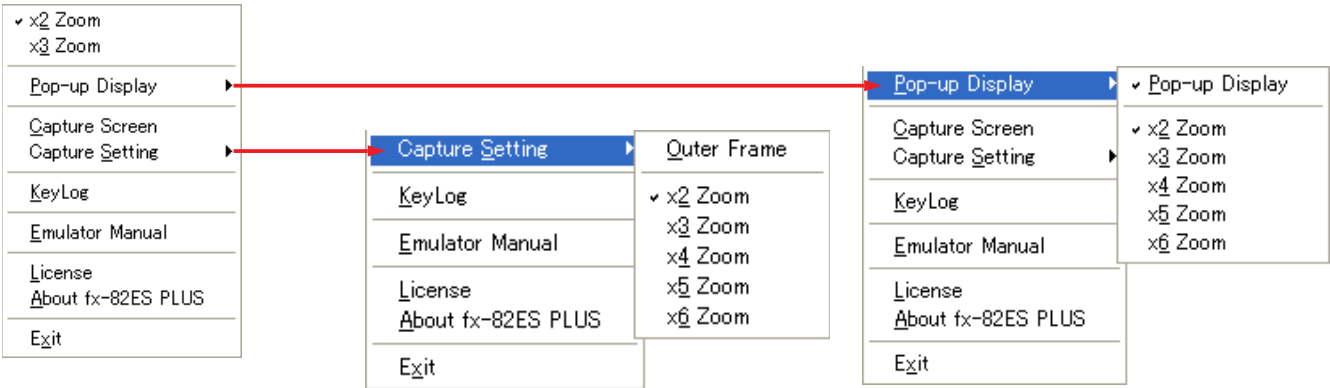 x2 Zoom
x3 Zoom
Pop-up Display
Capture Screen
Capture Setting
KeyLog
Emulator Manual
License
About fx-82ES PLUS
Exit
Capture Setting
KeyLog
Emulator Manual
License
About fx-82ES PLUS
Exit
Outer Frame
x2 Zoom
x3 Zoom
x4 Zoom
x5 Zoom
x6 Zoom
Pop-up Display
Capture Screen
Capture Setting
KeyLog
Emulator Manual
License
About fx-82ES PLUS
Exit
Pop-up Display
x2 Zoom
x3 Zoom
x4 Zoom
x5 Zoom
x6 Zoom